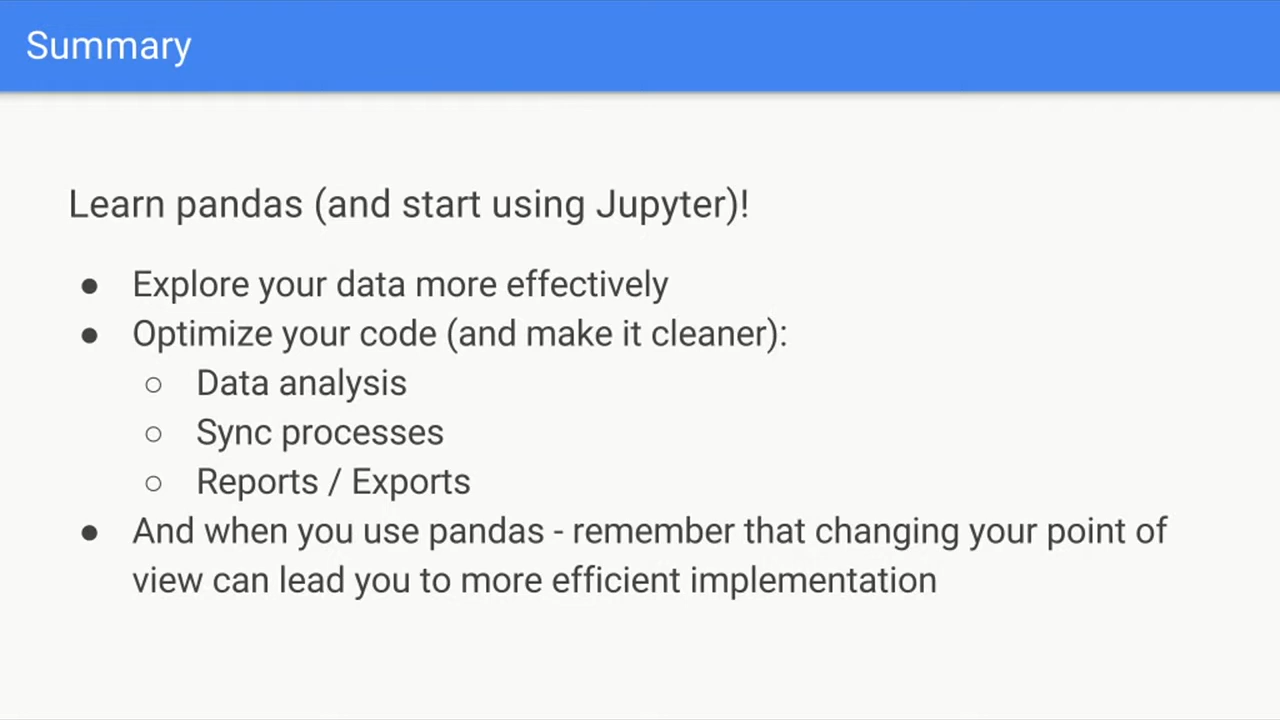 Summary
Learn pandas (and start using Jupyter)!
● Explore your data more effectively
● Optimize your code (and make it cleaner):
○ Data analysis
○ Sync processes
○ Reports / Exports
● And when you use pandas - remember that changing your point of
view can lead you to more efficient implementation